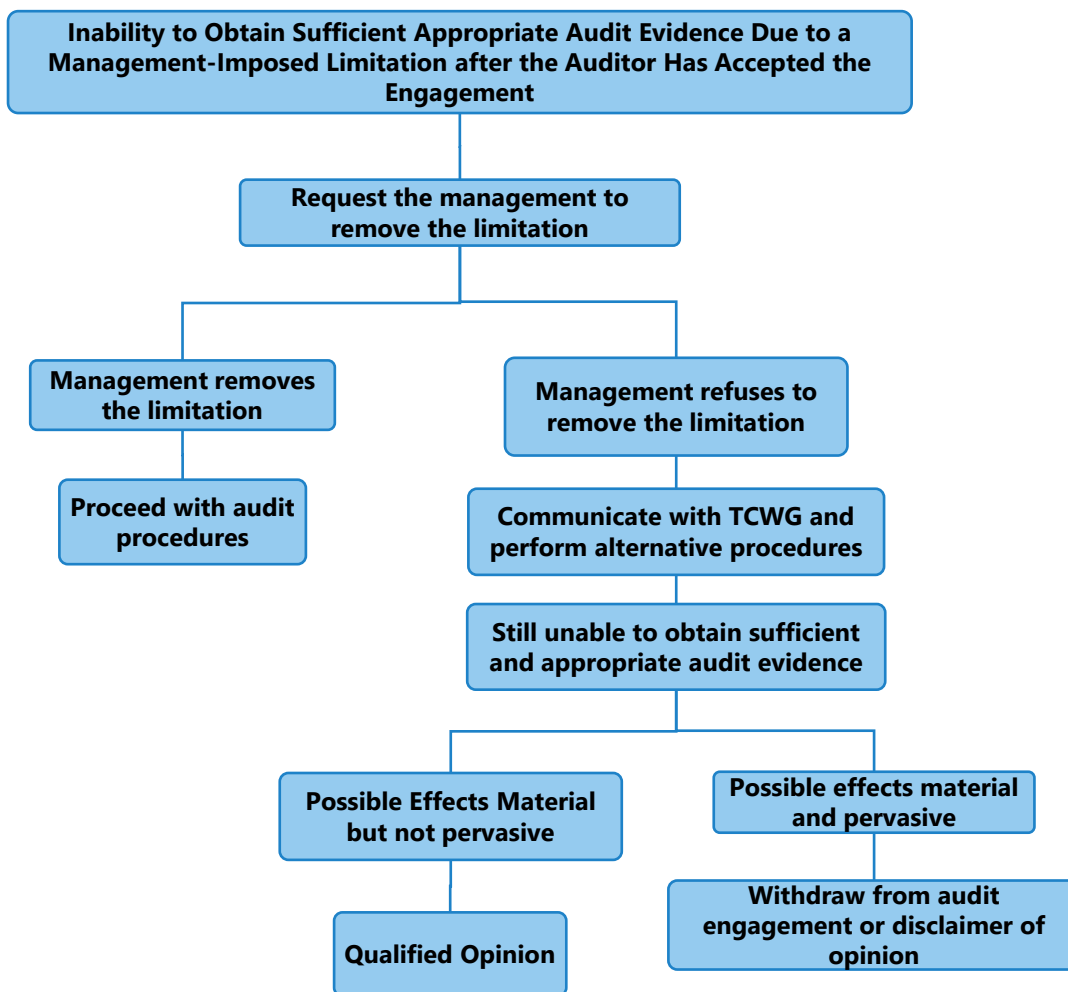 Inability to Obtain Sufficient Appropriate Audit Evidence Due to a
Management-Imposed Limitation after the Auditor Has Accepted the
Engagement
Request the management to
remove the limitation
Management removes
the limitation
Management refuses to
remove the limitation
Proceed with audit
procedures
Communicate with TCWG and
perform alternative procedures
Still unable to obtain sufficient
and appropriate audit evidence
Possible Effects Material
but not pervasive
Possible effects material
and pervasive
Qualified Opinion
Withdraw from audit
engagement or disclaimer of
opinion